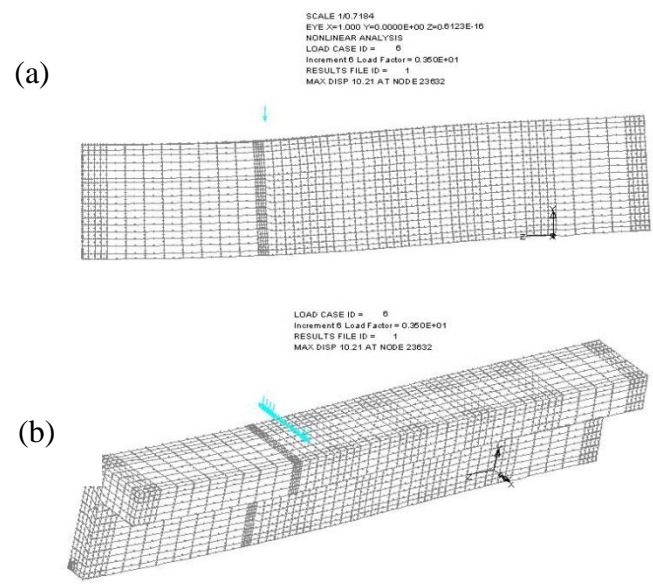 SCALE 1/0.7184
EYE X=1.000 Y=0.0000E+00 Z=0.6123E-16
NONLINEAR ANALYSIS
LOAD CASE ID = 6
Increment 6 Load Factor = 0.350E+01
RESULTS FILE ID = 1
MAX DISP 10.21 AT NODE 23632
(a)
Y
Z
LOAD CASE ID = 6
Increment 6 Load Factor = 0.350E+01
RESULTS FILE ID = 1
MAX DISP 10.21 AT NODE 23632
(b)
Z
X